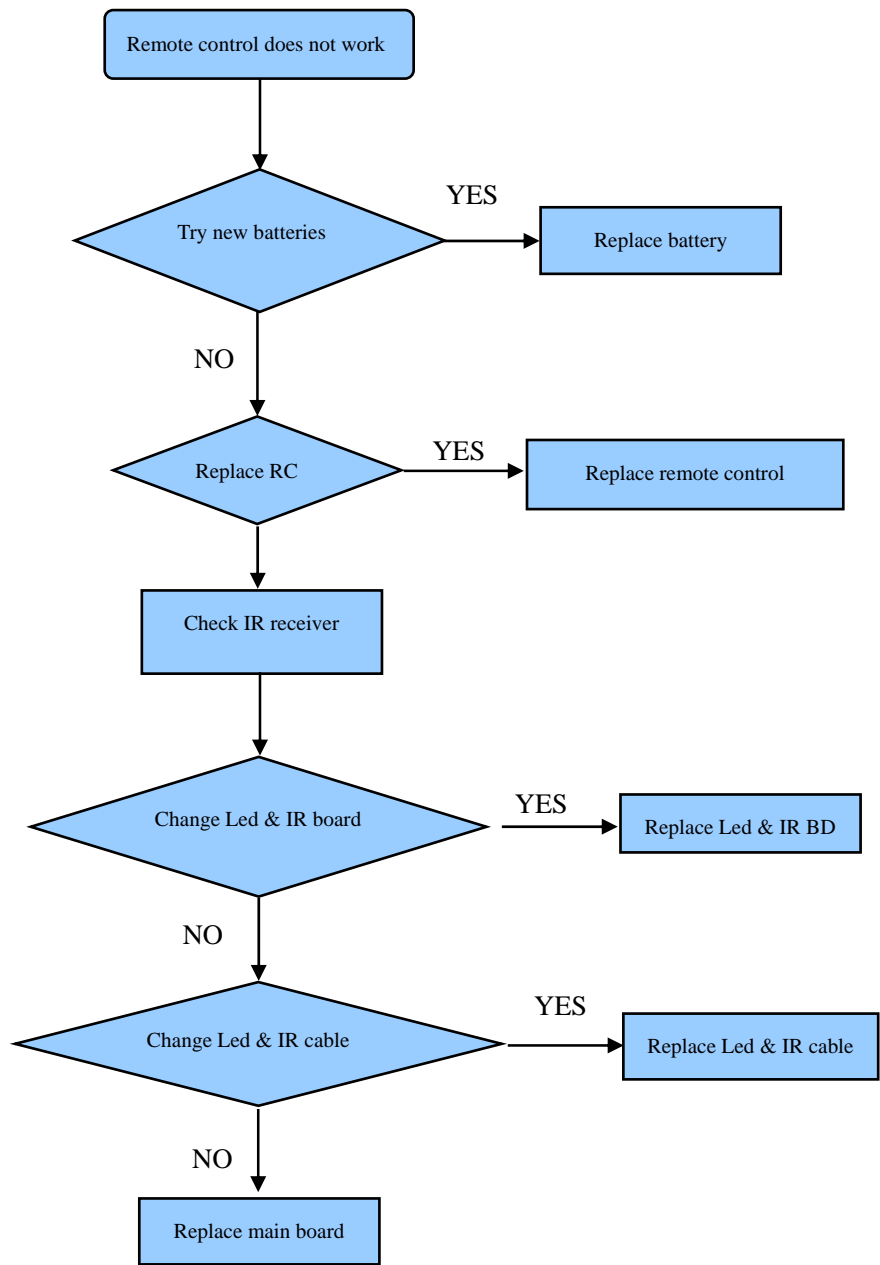 Remote control does not work
YES
Try new batteries
Replace battery
NO
YES
Replace RC
Replace remote control
Check IR receiver
YES
Change Led & IR board
Replace Led & IR BD
NO
YES
Change Led & IR cable
Replace Led & IR cable
NO
Replace main board